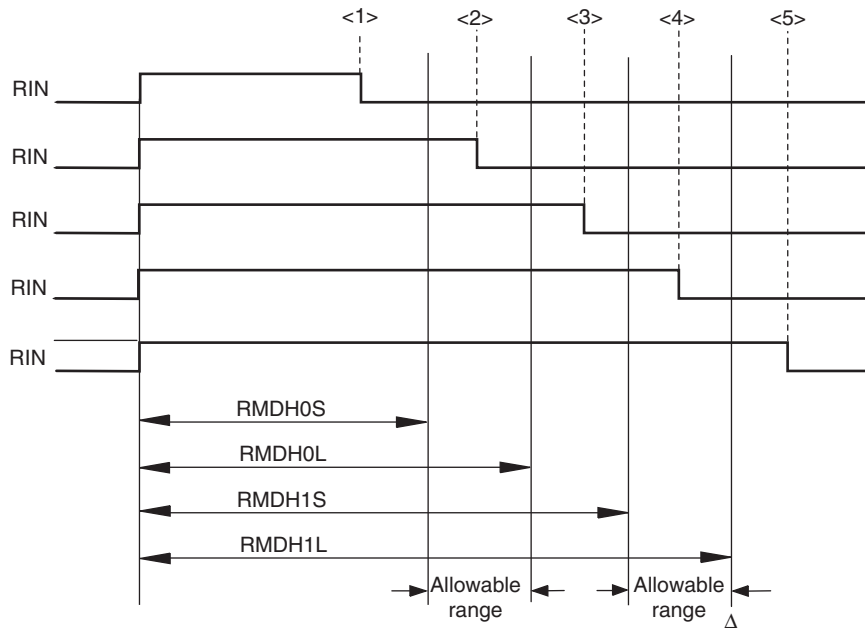 <1> <2> <3> <4> <5>
RIN
RIN
RIN
RIN
RIN
RMDH0S
RMDH0L
RMDH1S
RMDH1L
Allowable range
Allowable range
Δ